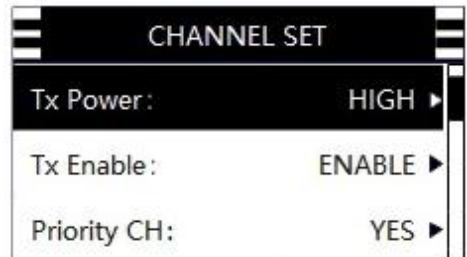 CHANNEL SET
Tx Power: HIGH
Tx Enable: ENABLE
Priority CH: YES